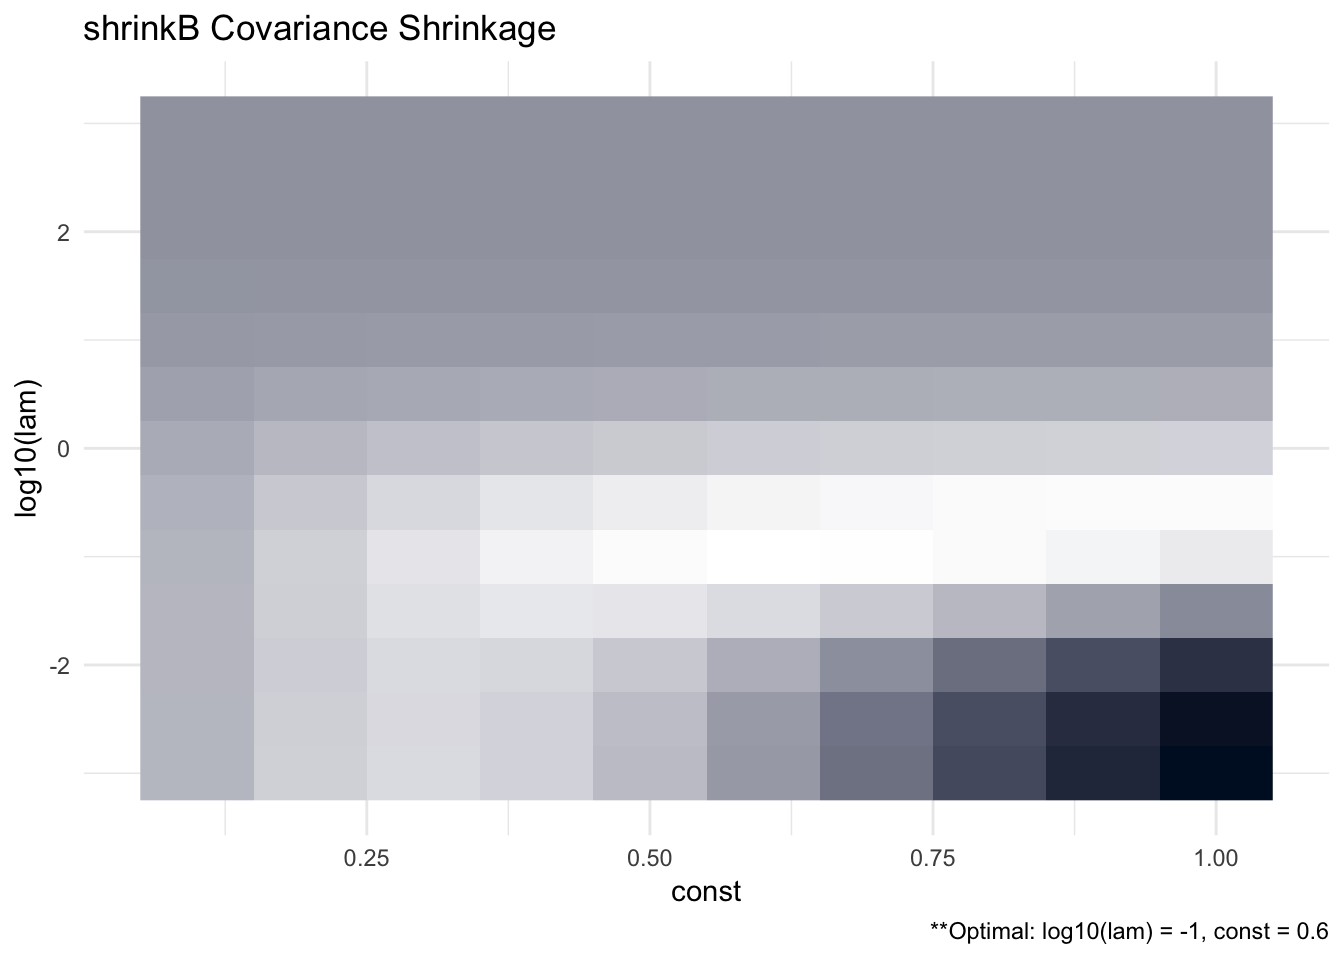 shrinkB Covariance Shrinkage
log10(lam)
2
0
-2
0.25 0.50 0.75 1.00
const
**Optimal: log10(lam) = -1, const = 0.6